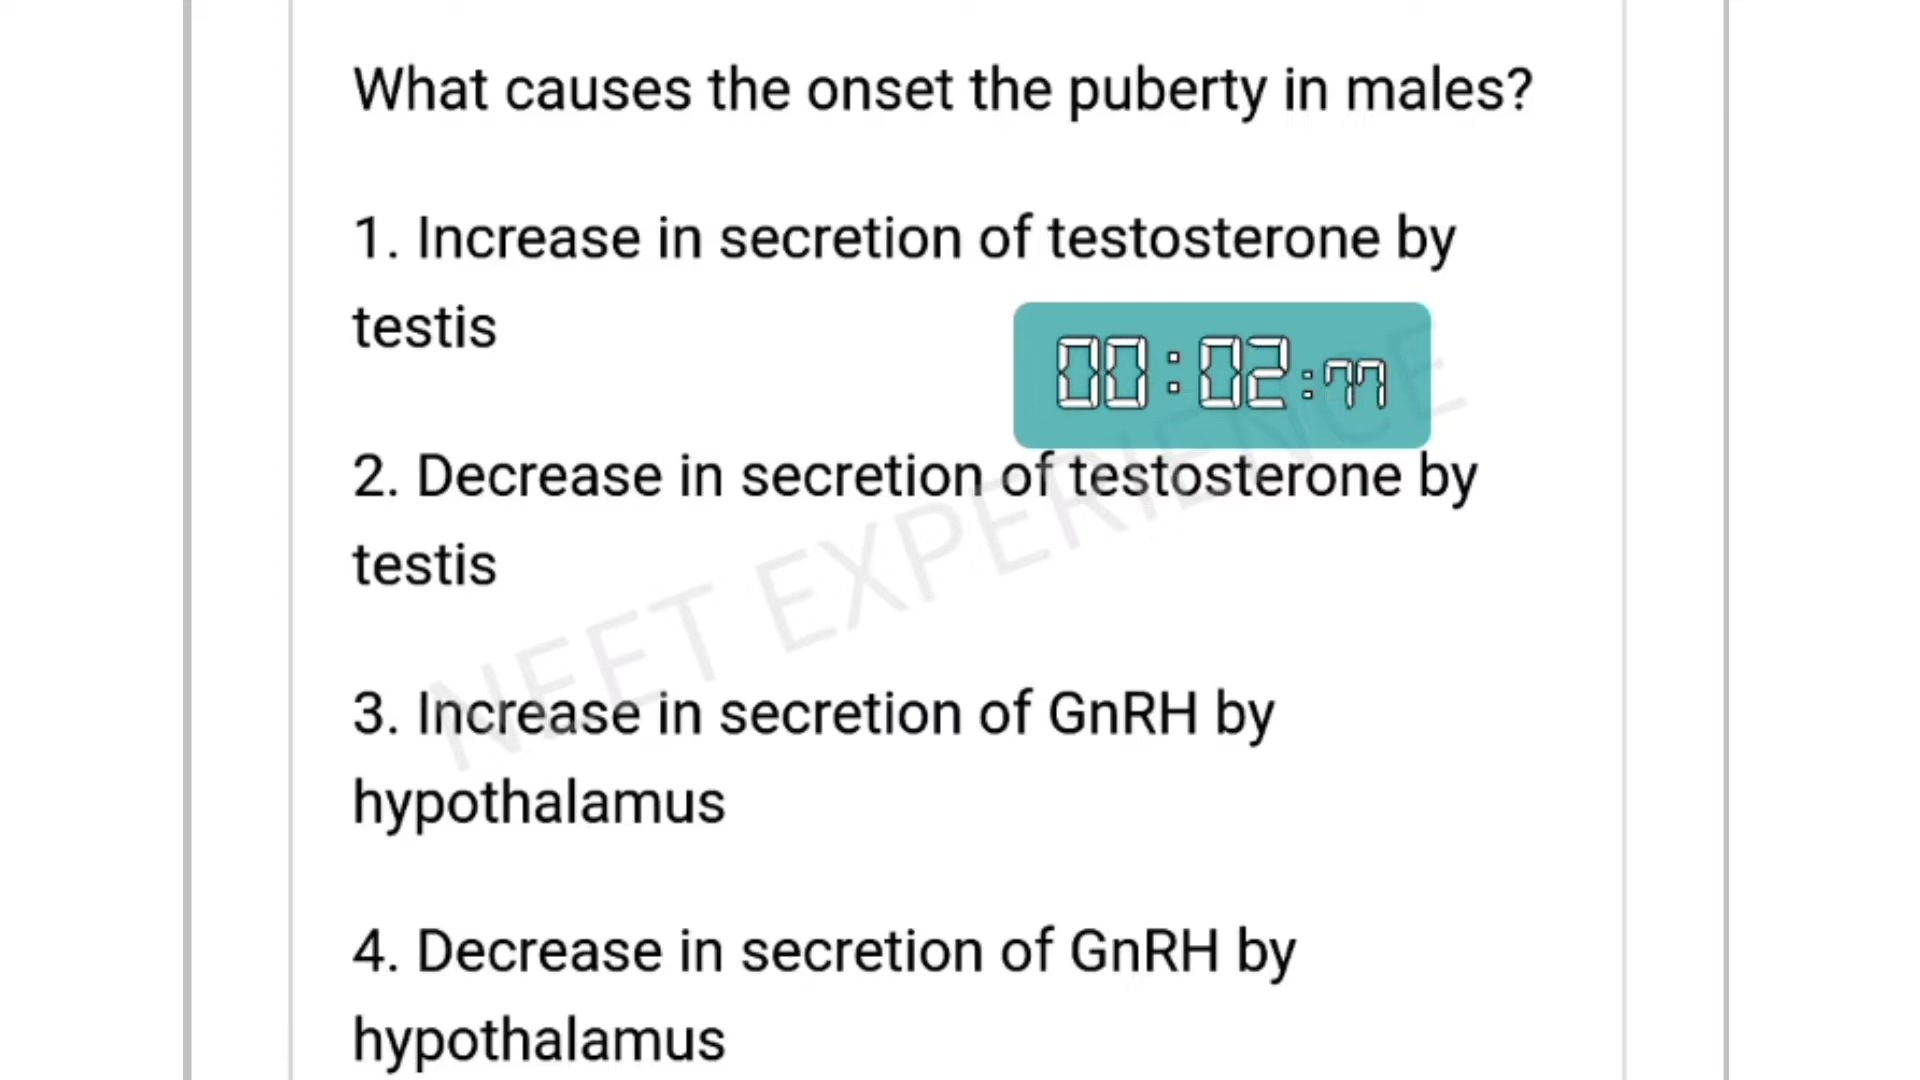 What causes the onset the puberty in males?
1. Increase in secretion of testosterone by
testis
00:02:77
2. Decrease in secretion of testosterone by
testis
NEET EXPERIENCE
3. Increase in secretion of GnRH by
hypothalamus
4. Decrease in secretion of GnRH by
hypothalamus